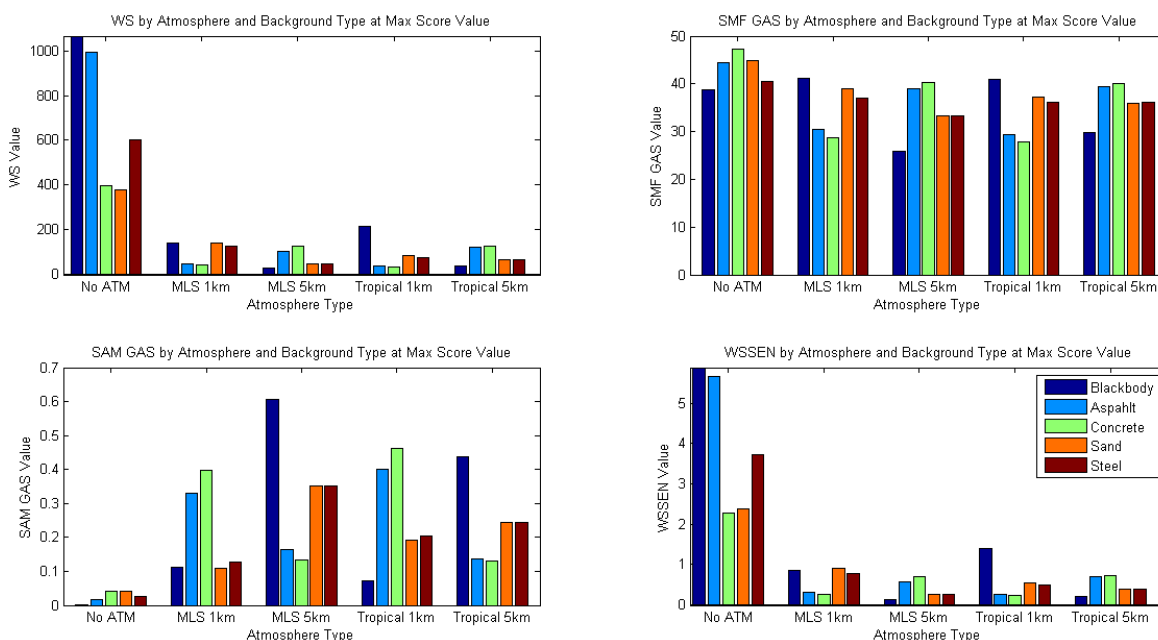 WS by Atmosphere and Background Type at Max Score Value
1000
800
600
400
200
0
WS Value
No ATM MLS 1km MLS 5km Tropical 1km Tropical 5km
Atmosphere Type
SMF GAS by Atmosphere and Background Type at Max Score Value
50
40
30
20
10
0
SMF GAS Value
No ATM MLS 1km MLS 5km Tropical 1km Tropical 5km
Atmosphere Type
SAM GAS by Atmosphere and Background Type at Max Score Value
0.7
0.6
0.5
0.4
0.3
0.2
0.1
0
SAM GAS Value
No ATM MLS 1km MLS 5km Tropical 1km Tropical 5km
Atmosphere Type
WSSEN by Atmosphere and Background Type at Max Score Value
5
4
3
2
1
0
WSSEN Value
Blackbody
Aspahlt
Concrete
Sand
Steel
No ATM MLS 1km MLS 5km Tropical 1km Tropical 5km
Atmosphere Type